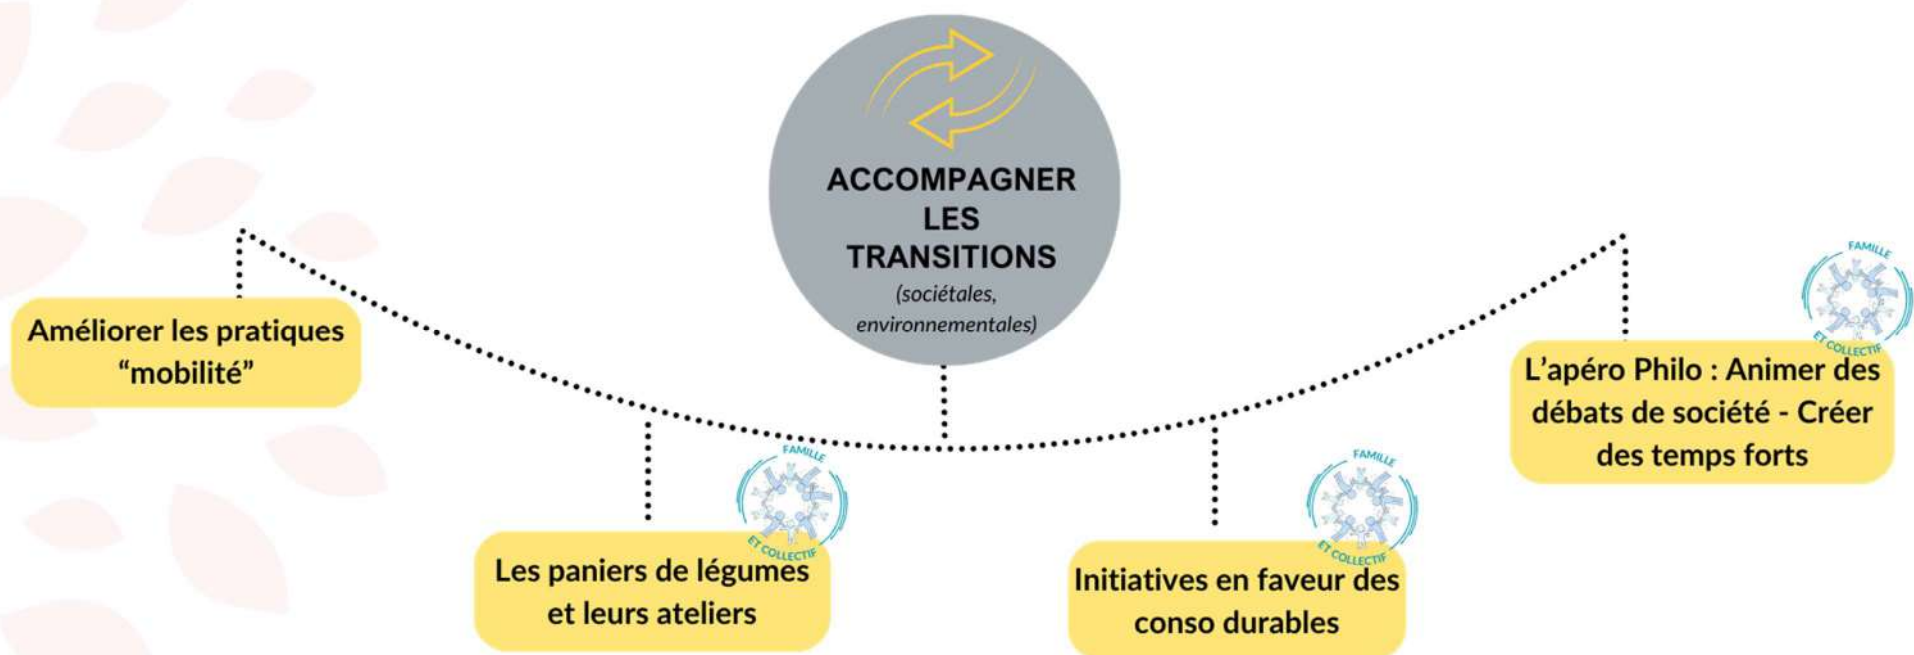 ACCOMPAGNER
LES
TRANSITIONS
(sociétales,
environnementales)
Améliorer les pratiques
“mobilité”
FAMILLE
ET COLLECTIF
Les paniers de légumes
et leurs ateliers
FAMILLE
ET COLLECTIF
Initiatives en faveur des
conso durables
FAMILLE
ET COLLECTIF
L’apéro Philo : Animer des
débats de société - Créer
des temps forts